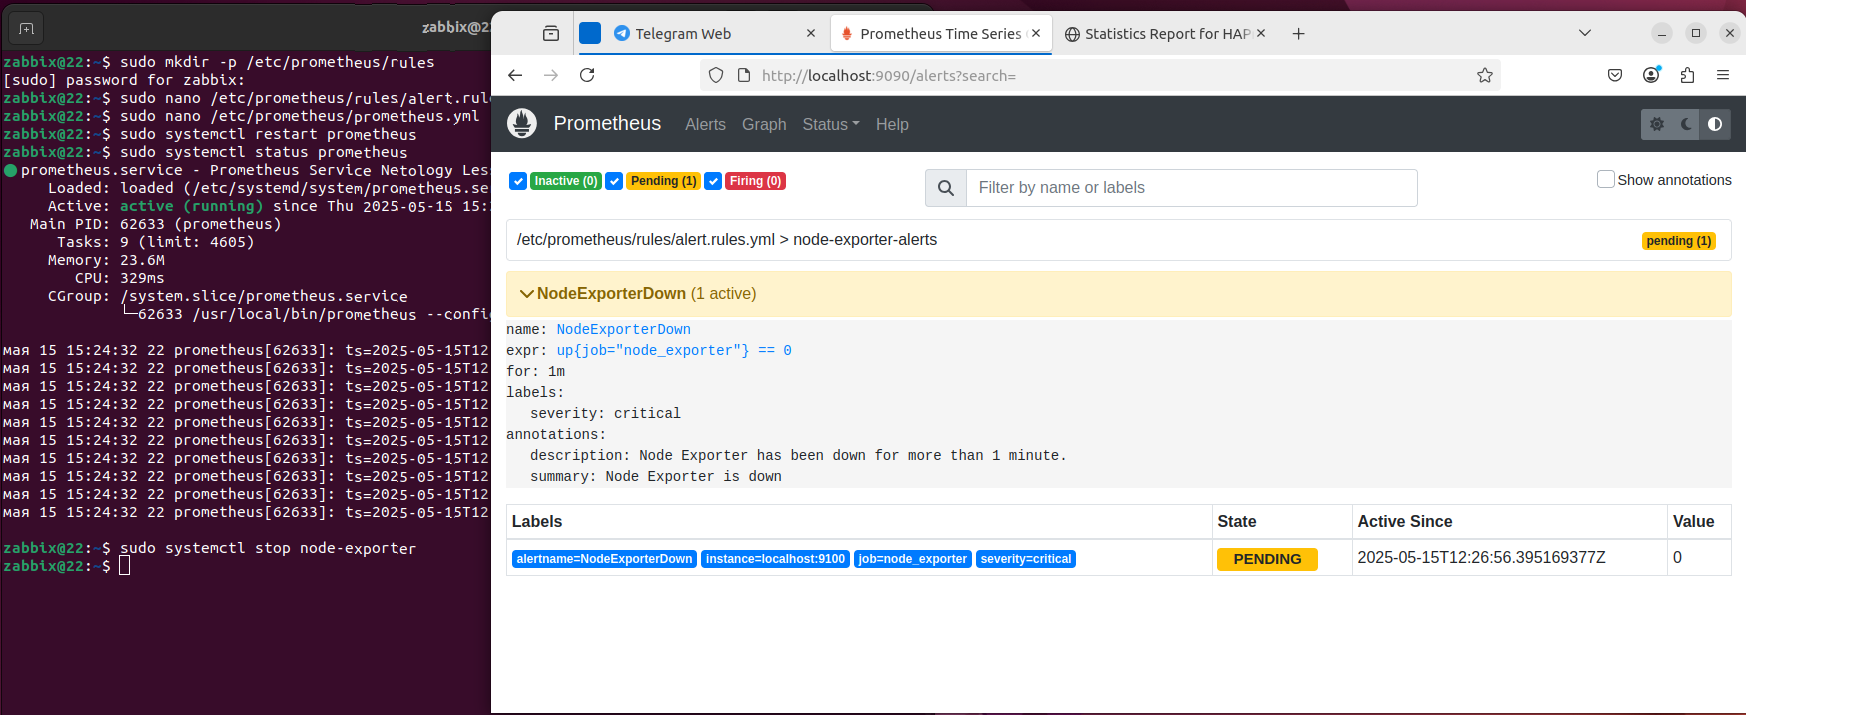 zabbix@22
zabbix@22:~$ sudo mkdir -p /etc/prometheus/rules
[sudo] password for zabbix:
zabbix@22:~$ sudo nano /etc/prometheus/rules/alert.rul
zabbix@22:~$ sudo nano /etc/prometheus/prometheus.yml
zabbix@22:~$ sudo systemctl restart prometheus
zabbix@22:~$ sudo systemctl status prometheus
prometheus.service - Prometheus Service Netology Les
Loaded: loaded (/etc/systemd/system/prometheus.se
Active: active (running) since Thu 2025-05-15 15:
Main PID: 62633 (prometheus)
Tasks: 9 (limit: 4605)
Memory: 23.6M
CPU: 329ms
CGroup: /system.slice/prometheus.service
└─62633 /usr/local/bin/prometheus --confi
мая 15 15:24:32 22 prometheus[62633]: ts=2025-05-15T12
мая 15 15:24:32 22 prometheus[62633]: ts=2025-05-15T12
мая 15 15:24:32 22 prometheus[62633]: ts=2025-05-15T12
мая 15 15:24:32 22 prometheus[62633]: ts=2025-05-15T12
мая 15 15:24:32 22 prometheus[62633]: ts=2025-05-15T12
мая 15 15:24:32 22 prometheus[62633]: ts=2025-05-15T12
мая 15 15:24:32 22 prometheus[62633]: ts=2025-05-15T12
мая 15 15:24:32 22 prometheus[62633]: ts=2025-05-15T12
мая 15 15:24:32 22 prometheus[62633]: ts=2025-05-15T12
мая 15 15:24:32 22 prometheus[62633]: ts=2025-05-15T12
zabbix@22:~$ sudo systemctl stop node-exporter
zabbix@22:~$
Telegram Web Prometheus Time Series Statistics Report for HAP
http://localhost:9090/alerts?search=
Prometheus Alerts Graph Status Help
Inactive (0) Pending (1) Firing (0) Filter by name or labels Show annotations
/etc/prometheus/rules/alert.rules.yml > node-exporter-alerts pending (1)
NodeExporterDown (1 active)
name: NodeExporterDown
expr: up{job="node_exporter"} == 0
for: 1m
labels:
severity: critical
annotations:
description: Node Exporter has been down for more than 1 minute.
summary: Node Exporter is down
Labels State Active Since Value
alertname=NodeExporterDown instance=localhost:9100 job=node_exporter severity=critical PENDING 2025-05-15T12:26:56.395169377Z 0